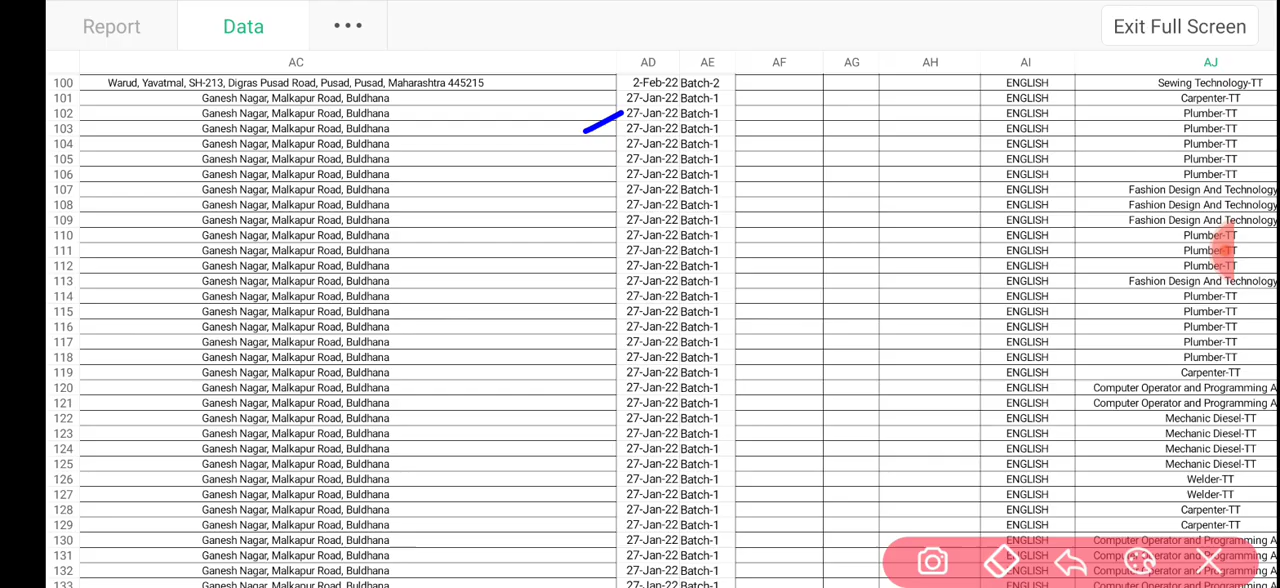 Report Data ••• Exit Full Screen
AC AD AE AF AG AH AI AJ
100 Warud, Yavatmal, SH-213, Digras Pusad Road, Pusad, Pusad, Maharashtra 445215 2-Feb-22 Batch-2 ENGLISH Sewing Technology-TT
101 Ganesh Nagar, Malkapur Road, Buldhana 27-Jan-22 Batch-1 ENGLISH Carpenter-TT
102 Ganesh Nagar, Malkapur Road, Buldhana 27-Jan-22 Batch-1 ENGLISH Plumber-TT
103 Ganesh Nagar, Malkapur Road, Buldhana 27-Jan-22 Batch-1 ENGLISH Plumber-TT
104 Ganesh Nagar, Malkapur Road, Buldhana 27-Jan-22 Batch-1 ENGLISH Plumber-TT
105 Ganesh Nagar, Malkapur Road, Buldhana 27-Jan-22 Batch-1 ENGLISH Plumber-TT
106 Ganesh Nagar, Malkapur Road, Buldhana 27-Jan-22 Batch-1 ENGLISH Plumber-TT
107 Ganesh Nagar, Malkapur Road, Buldhana 27-Jan-22 Batch-1 ENGLISH Fashion Design And Technology
108 Ganesh Nagar, Malkapur Road, Buldhana 27-Jan-22 Batch-1 ENGLISH Fashion Design And Technology
109 Ganesh Nagar, Malkapur Road, Buldhana 27-Jan-22 Batch-1 ENGLISH Fashion Design And Technology
110 Ganesh Nagar, Malkapur Road, Buldhana 27-Jan-22 Batch-1 ENGLISH Plumber-TT
111 Ganesh Nagar, Malkapur Road, Buldhana 27-Jan-22 Batch-1 ENGLISH Plumber-TT
112 Ganesh Nagar, Malkapur Road, Buldhana 27-Jan-22 Batch-1 ENGLISH Plumber-TT
113 Ganesh Nagar, Malkapur Road, Buldhana 27-Jan-22 Batch-1 ENGLISH Fashion Design And Technology
114 Ganesh Nagar, Malkapur Road, Buldhana 27-Jan-22 Batch-1 ENGLISH Plumber-TT
115 Ganesh Nagar, Malkapur Road, Buldhana 27-Jan-22 Batch-1 ENGLISH Plumber-TT
116 Ganesh Nagar, Malkapur Road, Buldhana 27-Jan-22 Batch-1 ENGLISH Plumber-TT
117 Ganesh Nagar, Malkapur Road, Buldhana 27-Jan-22 Batch-1 ENGLISH Plumber-TT
118 Ganesh Nagar, Malkapur Road, Buldhana 27-Jan-22 Batch-1 ENGLISH Plumber-TT
119 Ganesh Nagar, Malkapur Road, Buldhana 27-Jan-22 Batch-1 ENGLISH Carpenter-TT
120 Ganesh Nagar, Malkapur Road, Buldhana 27-Jan-22 Batch-1 ENGLISH Computer Operator and Programming A
121 Ganesh Nagar, Malkapur Road, Buldhana 27-Jan-22 Batch-1 ENGLISH Computer Operator and Programming A
122 Ganesh Nagar, Malkapur Road, Buldhana 27-Jan-22 Batch-1 ENGLISH Mechanic Diesel-TT
123 Ganesh Nagar, Malkapur Road, Buldhana 27-Jan-22 Batch-1 ENGLISH Mechanic Diesel-TT
124 Ganesh Nagar, Malkapur Road, Buldhana 27-Jan-22 Batch-1 ENGLISH Mechanic Diesel-TT
125 Ganesh Nagar, Malkapur Road, Buldhana 27-Jan-22 Batch-1 ENGLISH Mechanic Diesel-TT
126 Ganesh Nagar, Malkapur Road, Buldhana 27-Jan-22 Batch-1 ENGLISH Welder-TT
127 Ganesh Nagar, Malkapur Road, Buldhana 27-Jan-22 Batch-1 ENGLISH Welder-TT
128 Ganesh Nagar, Malkapur Road, Buldhana 27-Jan-22 Batch-1 ENGLISH Carpenter-TT
129 Ganesh Nagar, Malkapur Road, Buldhana 27-Jan-22 Batch-1 ENGLISH Carpenter-TT
130 Ganesh Nagar, Malkapur Road, Buldhana 27-Jan-22 Batch-1 ENGLISH Computer Operator and Programming A
131 Ganesh Nagar, Malkapur Road, Buldhana 27-Jan-22 Batch-1 ENGLISH Operator and Programming A
132 Ganesh Nagar, Malkapur Road, Buldhana 27-Jan-22 Batch-1 ENGLISH Operator and Programming A
133 Ganesh Nagar, Malkapur Road, Buldhana 27-Jan-22 Batch-1